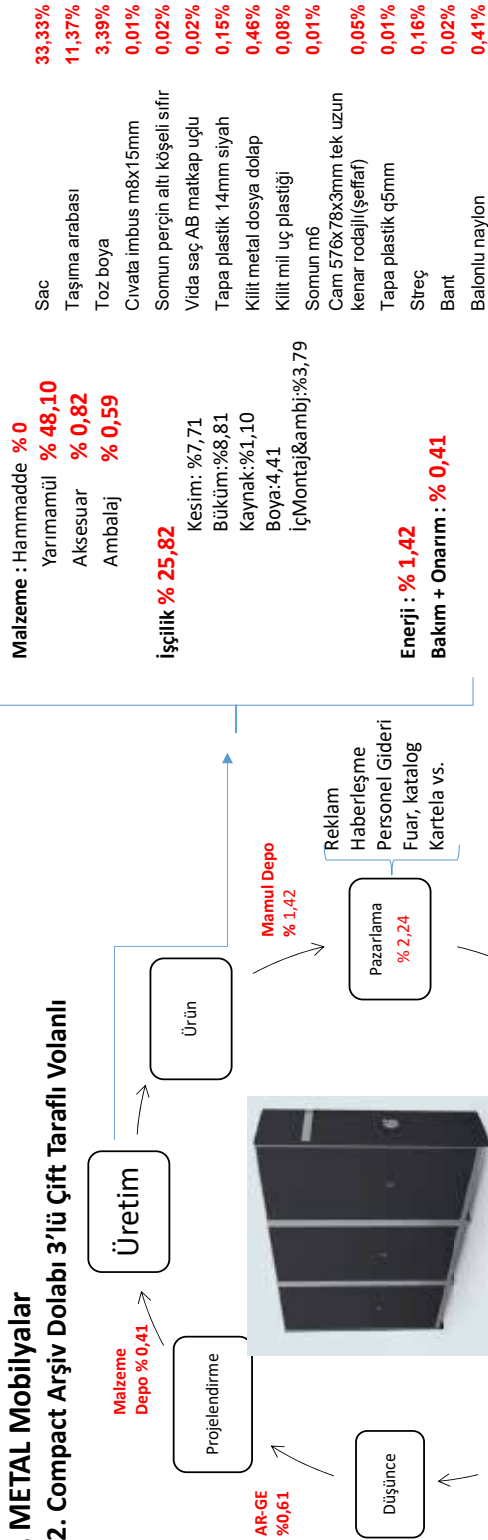 METAL Mobilyalar
2. Compact Arşiv Dolabı 3'lü Çift Taraflı Volanlı
AR-GE
%0,61
Düşünce
Projelendirme
Malzeme
Depo % 0,41
Üretim
Ürün
Mamul Depo
% 1,42
Pazarlama
% 2,24
Reklam
Haberleşme
Personel Gideri
Fuar, katalog
Kartela vs.
Malzeme : Hammadde % 0
Yarımamül % 48,10
Aksesuar % 0,82
Ambalaj % 0,59
İşçilik % 25,82
Kesim: %7,71
Büküm:%8,81
Kaynak:%1,10
Boya:4,41
İçMontaj&ambj:%3,79
Enerji : % 1,42
Bakım + Onarım : % 0,41
Sac 33,33%
Taşıma arabası 11,37%
Toz boya 3,39%
Cıvata imbus m8x15mm 0,01%
Somun perçin altı köşeli sıfır 0,02%
Vida saç AB matkap uçlu 0,02%
Tapa plastik 14mm siyah 0,15%
Kilit metal dosya dolap 0,46%
Kilit mil uç plastiği 0,08%
Somun m6 0,01%
Cam 576x78x3mm tek uzun
kenar rodajlı(şeffaf) 0,05%
Tapa plastik q5mm 0,01%
Streç 0,16%
Bant 0,02%
Balonlu naylon 0,41%